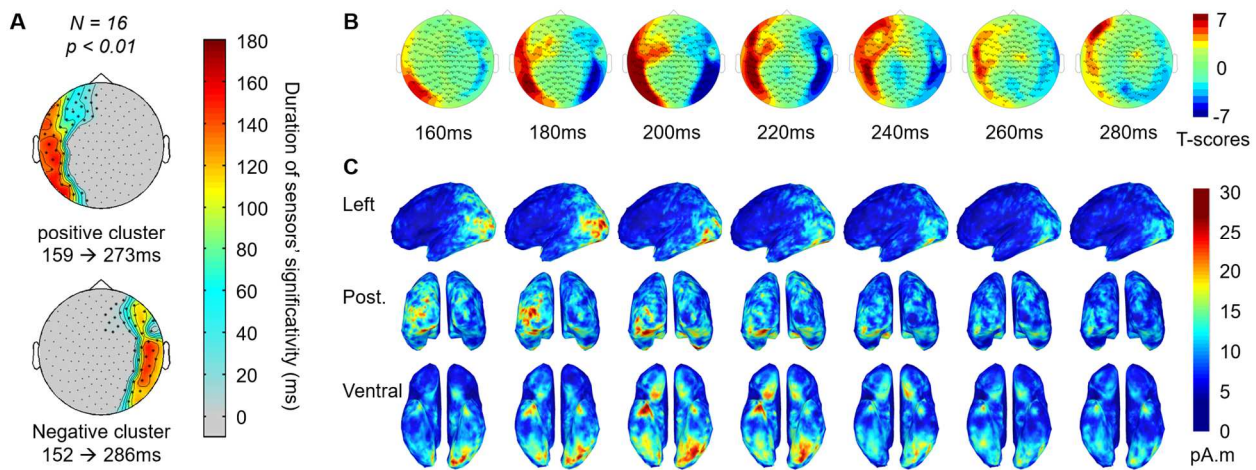 A
N = 16
p < 0.01
positive cluster
159 → 273ms
Negative cluster
152 → 286ms
180
160
140
120
100
80
60
40
20
0
Duration of sensors' significativity (ms)
B
160ms
180ms
200ms
220ms
240ms
260ms
280ms
7
0
-7
T-scores
C
Left
Post.
Ventral
30
25
20
15
10
5
0
pA.m